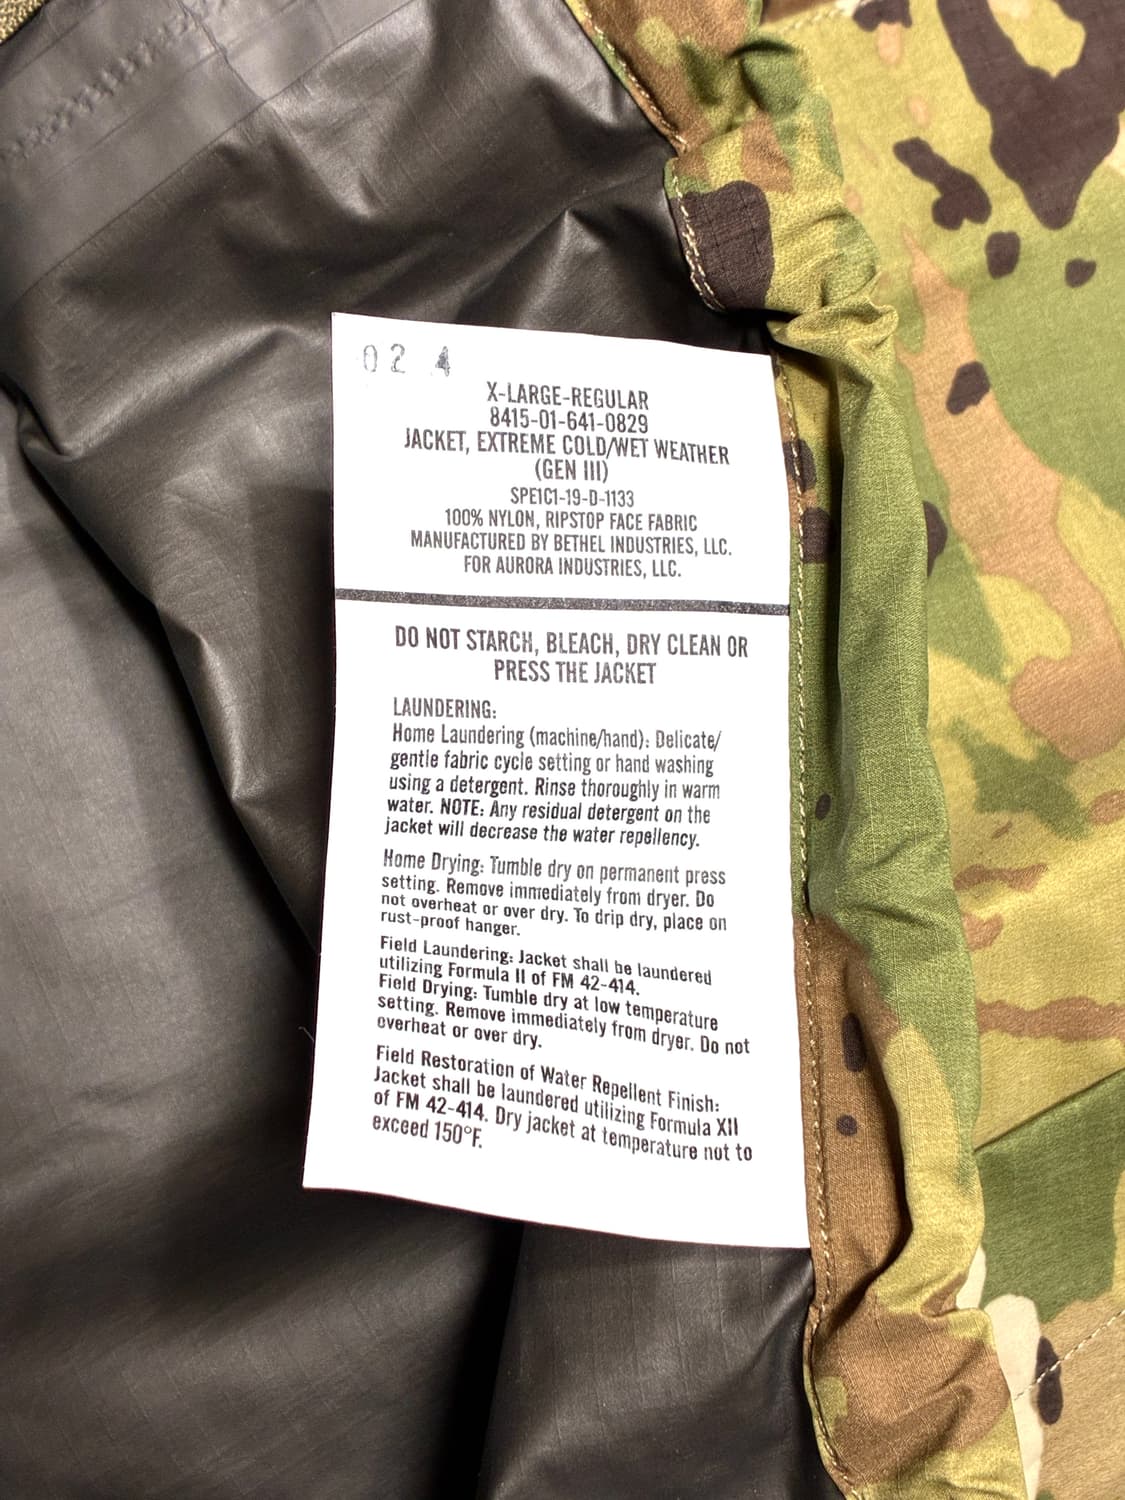 02 4
X-LARGE-REGULAR
8415-01-641-0829
JACKET, EXTREME COLD/WET WEATHER
(GEN III)
SPE1C1-19-D-1133
100% NYLON, RIPSTOP FACE FABRIC
MANUFACTURED BY BETHEL INDUSTRIES, LLC.
FOR AURORA INDUSTRIES, LLC.
DO NOT STARCH, BLEACH, DRY CLEAN OR
PRESS THE JACKET
LAUNDERING:
Home Laundering (machine/hand): Delicate/
gentle fabric cycle setting or hand washing
using a detergent. Rinse thoroughly in warm
water. NOTE: Any residual detergent on the
jacket will decrease the water repellency.
Home Drying: Tumble dry on permanent press
setting. Remove immediately from dryer. Do
not overheat or over dry. To drip dry, place on
rust-proof hanger.
Field Laundering: Jacket shall be laundered
utilizing Formula II of FM 42-414.
Field Drying: Tumble dry at low temperature
setting. Remove immediately from dryer. Do not
overheat or over dry.
Field Restoration of Water Repellent Finish:
Jacket shall be laundered utilizing Formula XII
of FM 42-414. Dry jacket at temperature not to
exceed 150°F.